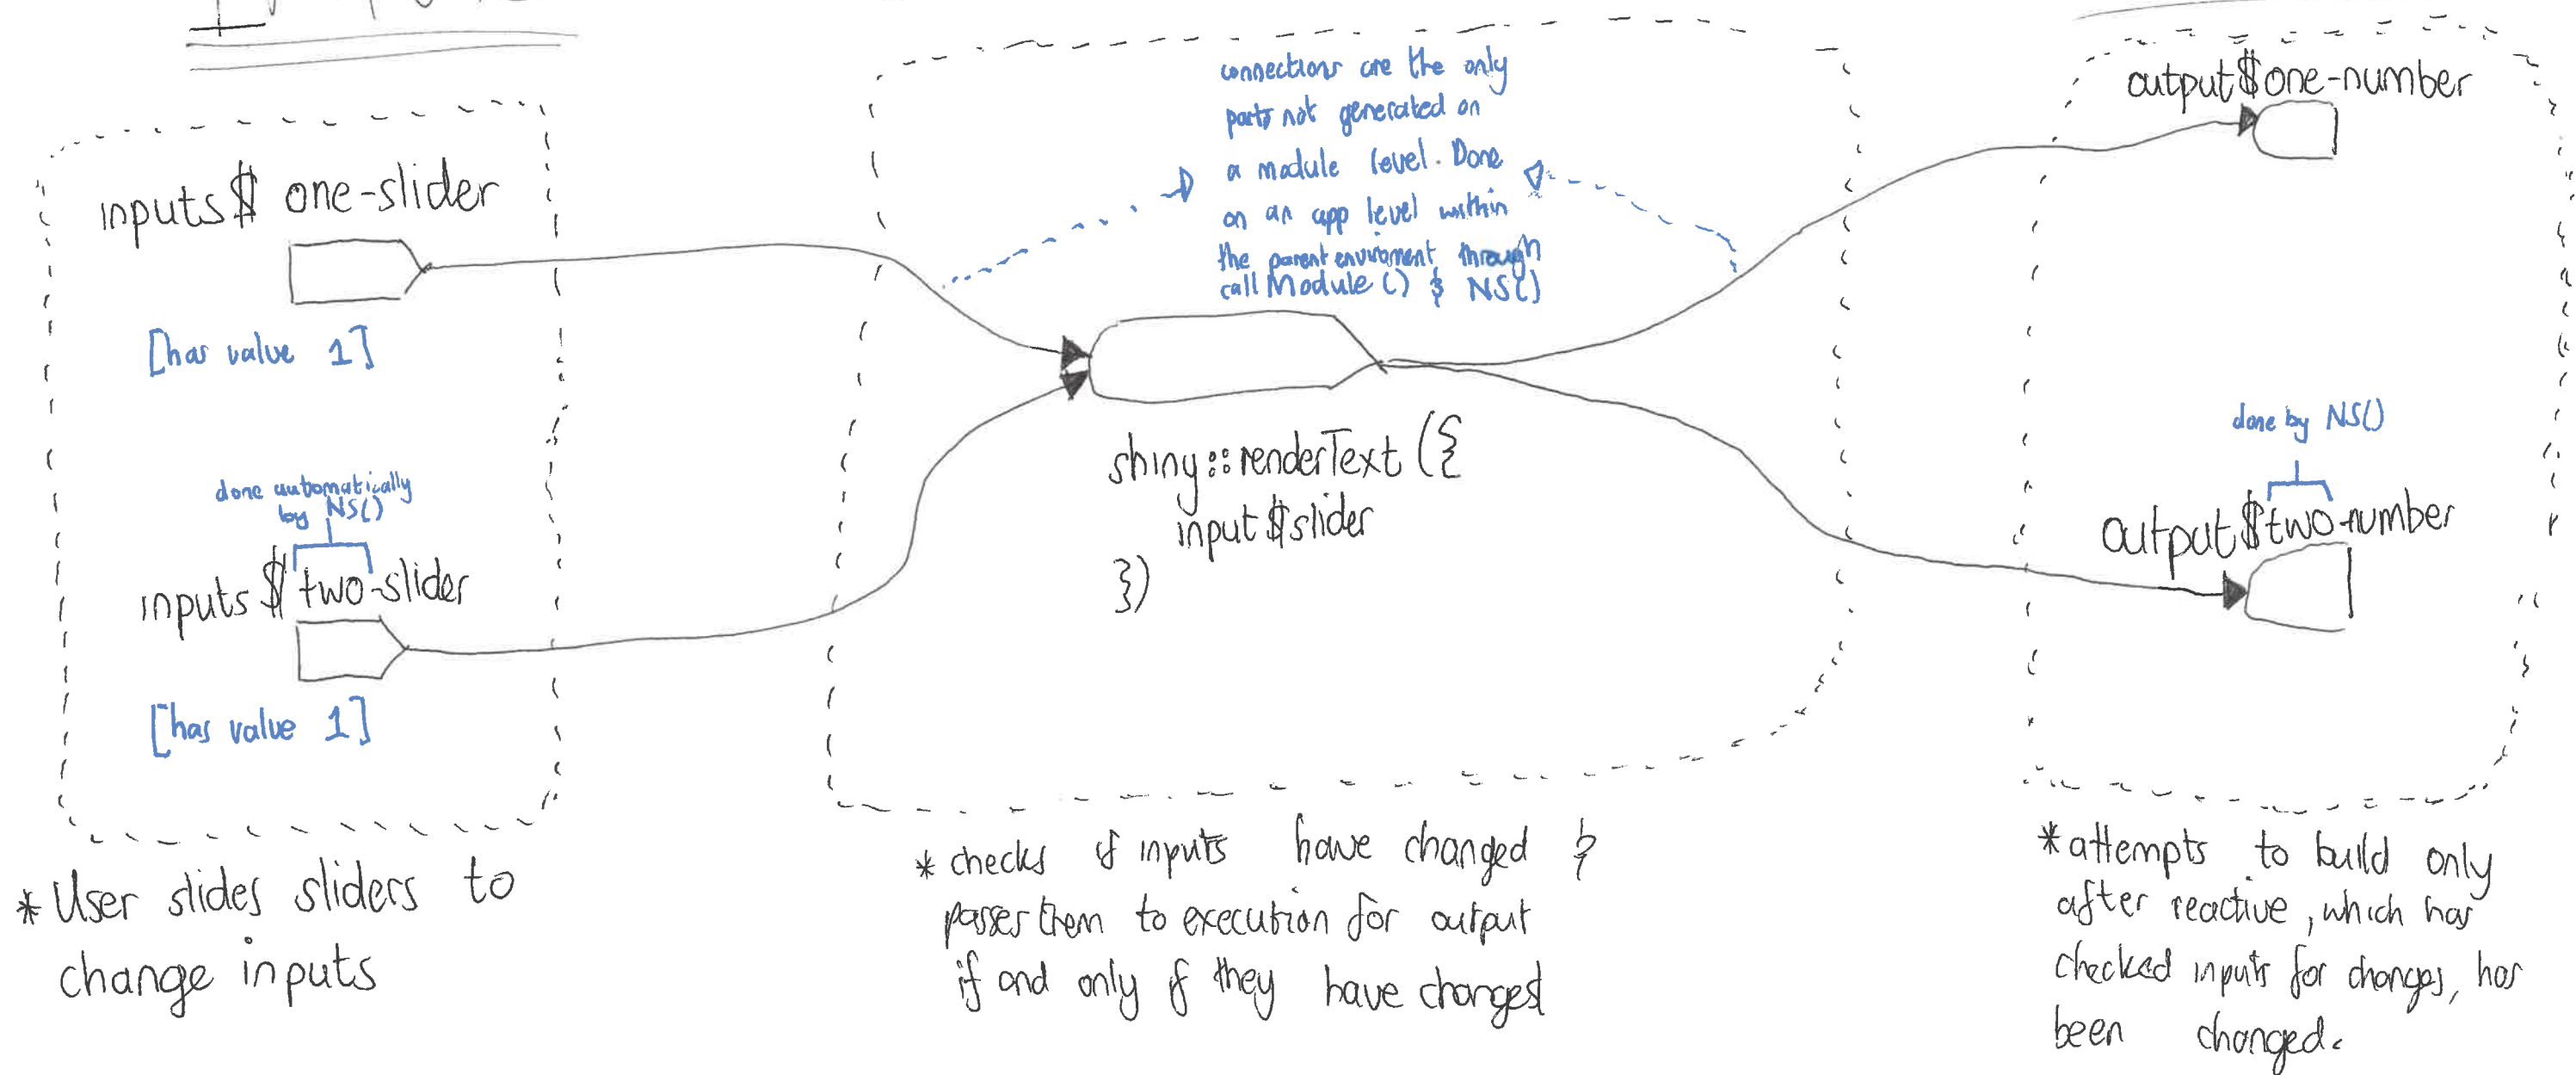 inputs$ one-slider
[has value 1]
done automatically
by NS()
inputs$ two-slider
[has value 1]
*User slides sliders to
change inputs
connections are the only
parts not generated on
a module level. Done
on an app level within
the parent enviroment through
callModule() & NS()
shiny::renderText({
input$slider
})
* checks if inputs have changed &
passes them to execution for output
if and only if they have changed
output$one-number
done by NS()
output$two-number
*attempts to build only
after reactive, which has
checked inputs for changes, has
been changed.